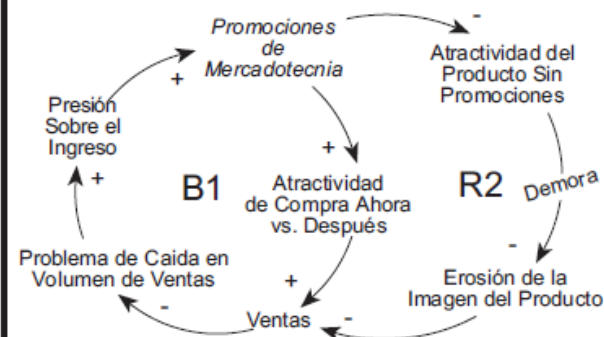 Promociones
de
Mercadotecnia
-
Atractividad del
Producto Sin
Promociones
+
Presión
Sobre el
Ingreso
+
+
B1
Atractividad
de Compra Ahora
vs. Después
R2
Demora
Problema de Caida en
Volumen de Ventas
+
-
Erosión de la
Imagen del Producto
-
Ventas
-